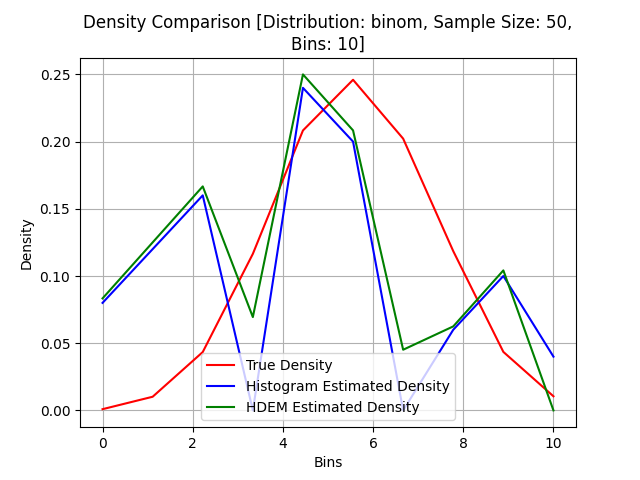 Density Comparison [Distribution: binom, Sample Size: 50,
Bins: 10]
0.25
0.20
0.15
0.10
0.05
0.00
Density
True Density
Histogram Estimated Density
HDEM Estimated Density
0 2 4 6 8 10
Bins